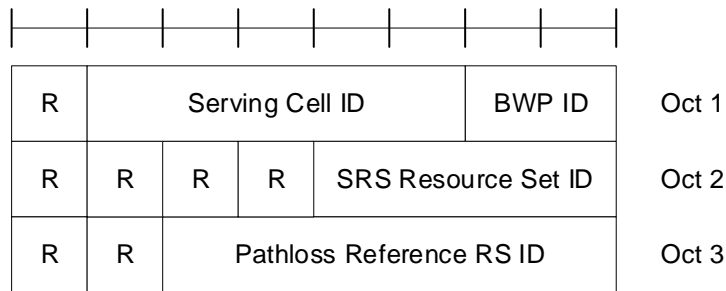 R Serving Cell ID BWP ID Oct 1
R R R R SRS Resource Set ID Oct 2
R R Pathloss Reference RS ID Oct 3